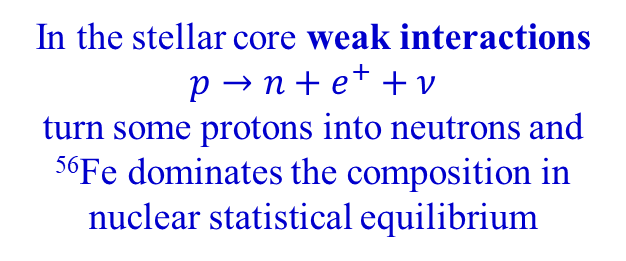 In the stellar core weak interactions
p → n + e⁺ + ν
turn some protons into neutrons and
⁵⁶Fe dominates the composition in
nuclear statistical equilibrium